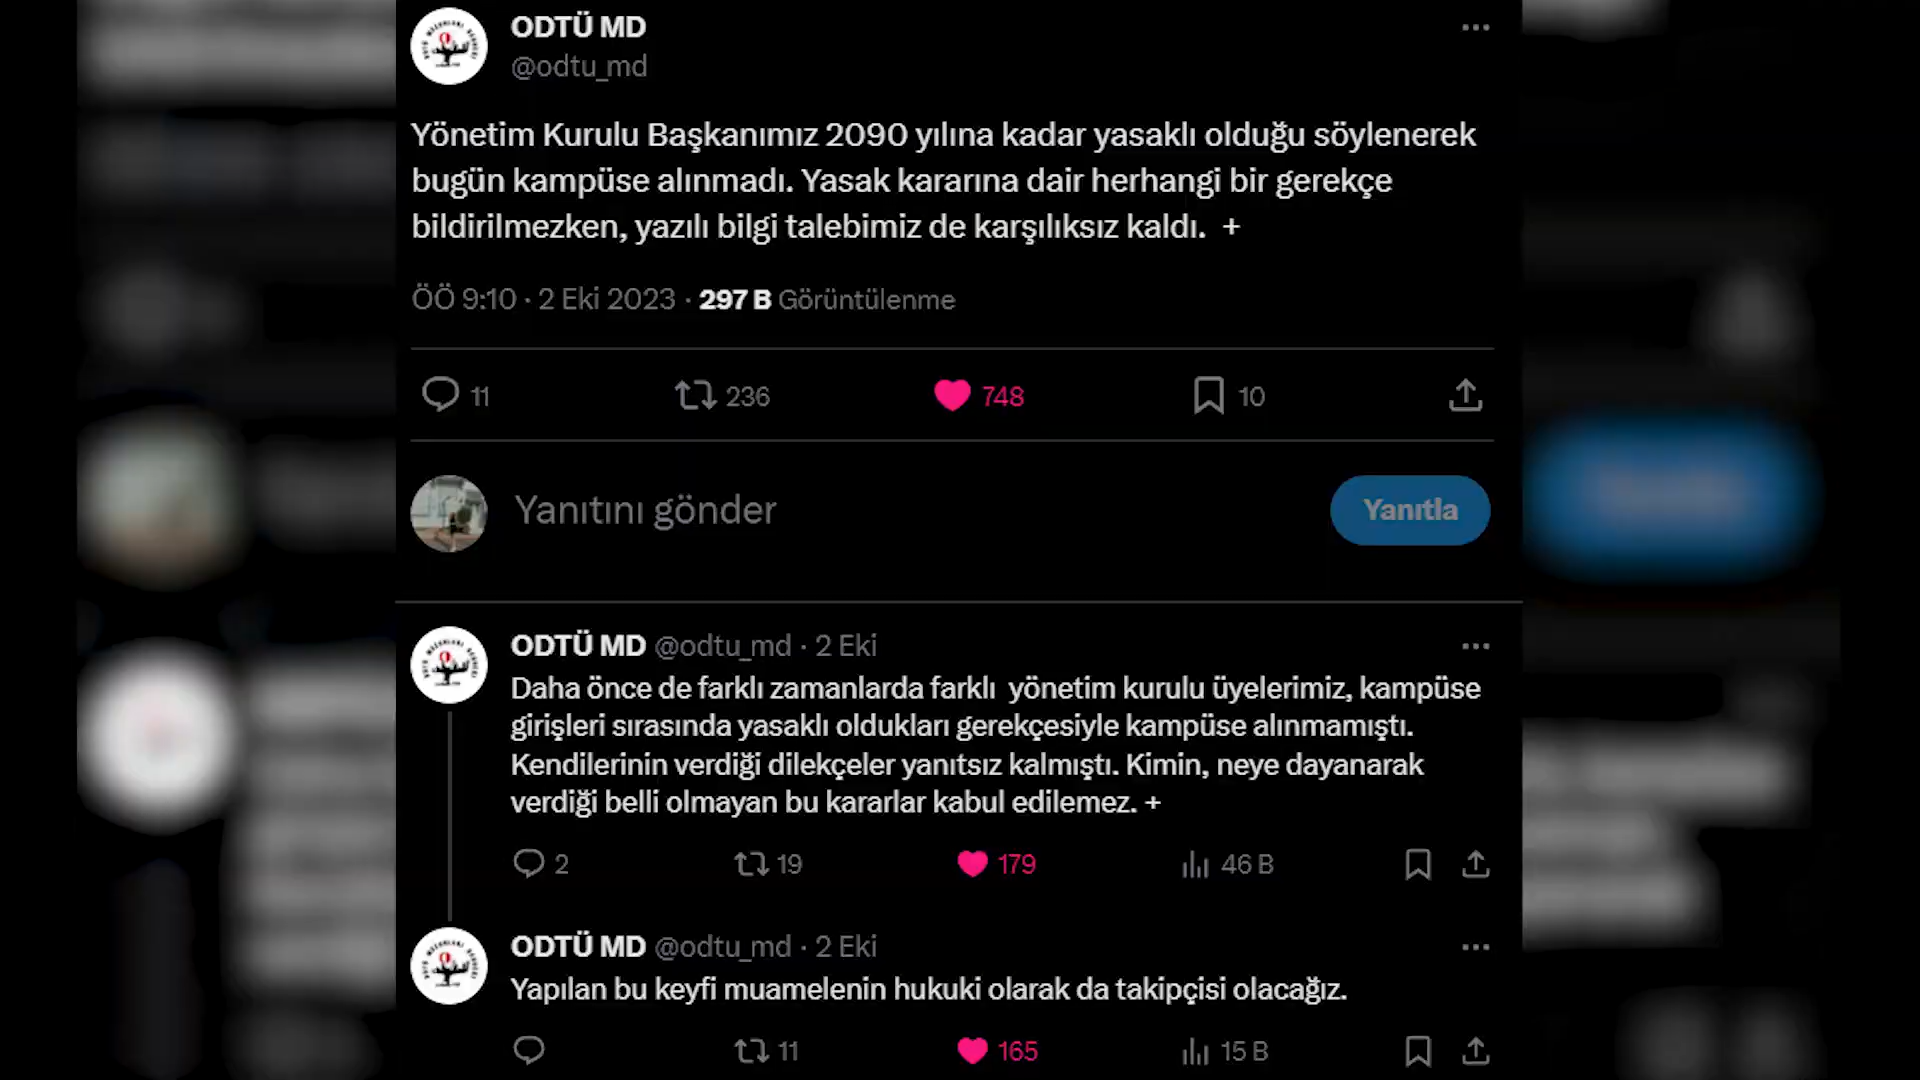 ODTÜ MD
@odtu_md
Yönetim Kurulu Başkanımız 2090 yılına kadar yasaklı olduğu söylenerek
bugün kampüse alınmadı. Yasak kararına dair herhangi bir gerekçe
bildirilmezken, yazılı bilgi talebimiz de karşılıksız kaldı. +
ÖÖ 9:10 · 2 Eki 2023 · 297 B Görüntülenme
11 236 748 10
Yanıtını gönder Yanıtla
ODTÜ MD @odtu_md · 2 Eki
Daha önce de farklı zamanlarda farklı yönetim kurulu üyelerimiz, kampüse
girişleri sırasında yasaklı oldukları gerekçesiyle kampüse alınmamıştı.
Kendilerinin verdiği dilekçeler yanıtsız kalmıştı. Kimin, neye dayanarak
verdiği belli olmayan bu kararlar kabul edilemez. +
2 19 179 46 B
ODTÜ MD @odtu_md · 2 Eki
Yapılan bu keyfi muamelenin hukuki olarak da takipçisi olacağız.
11 165 15 B